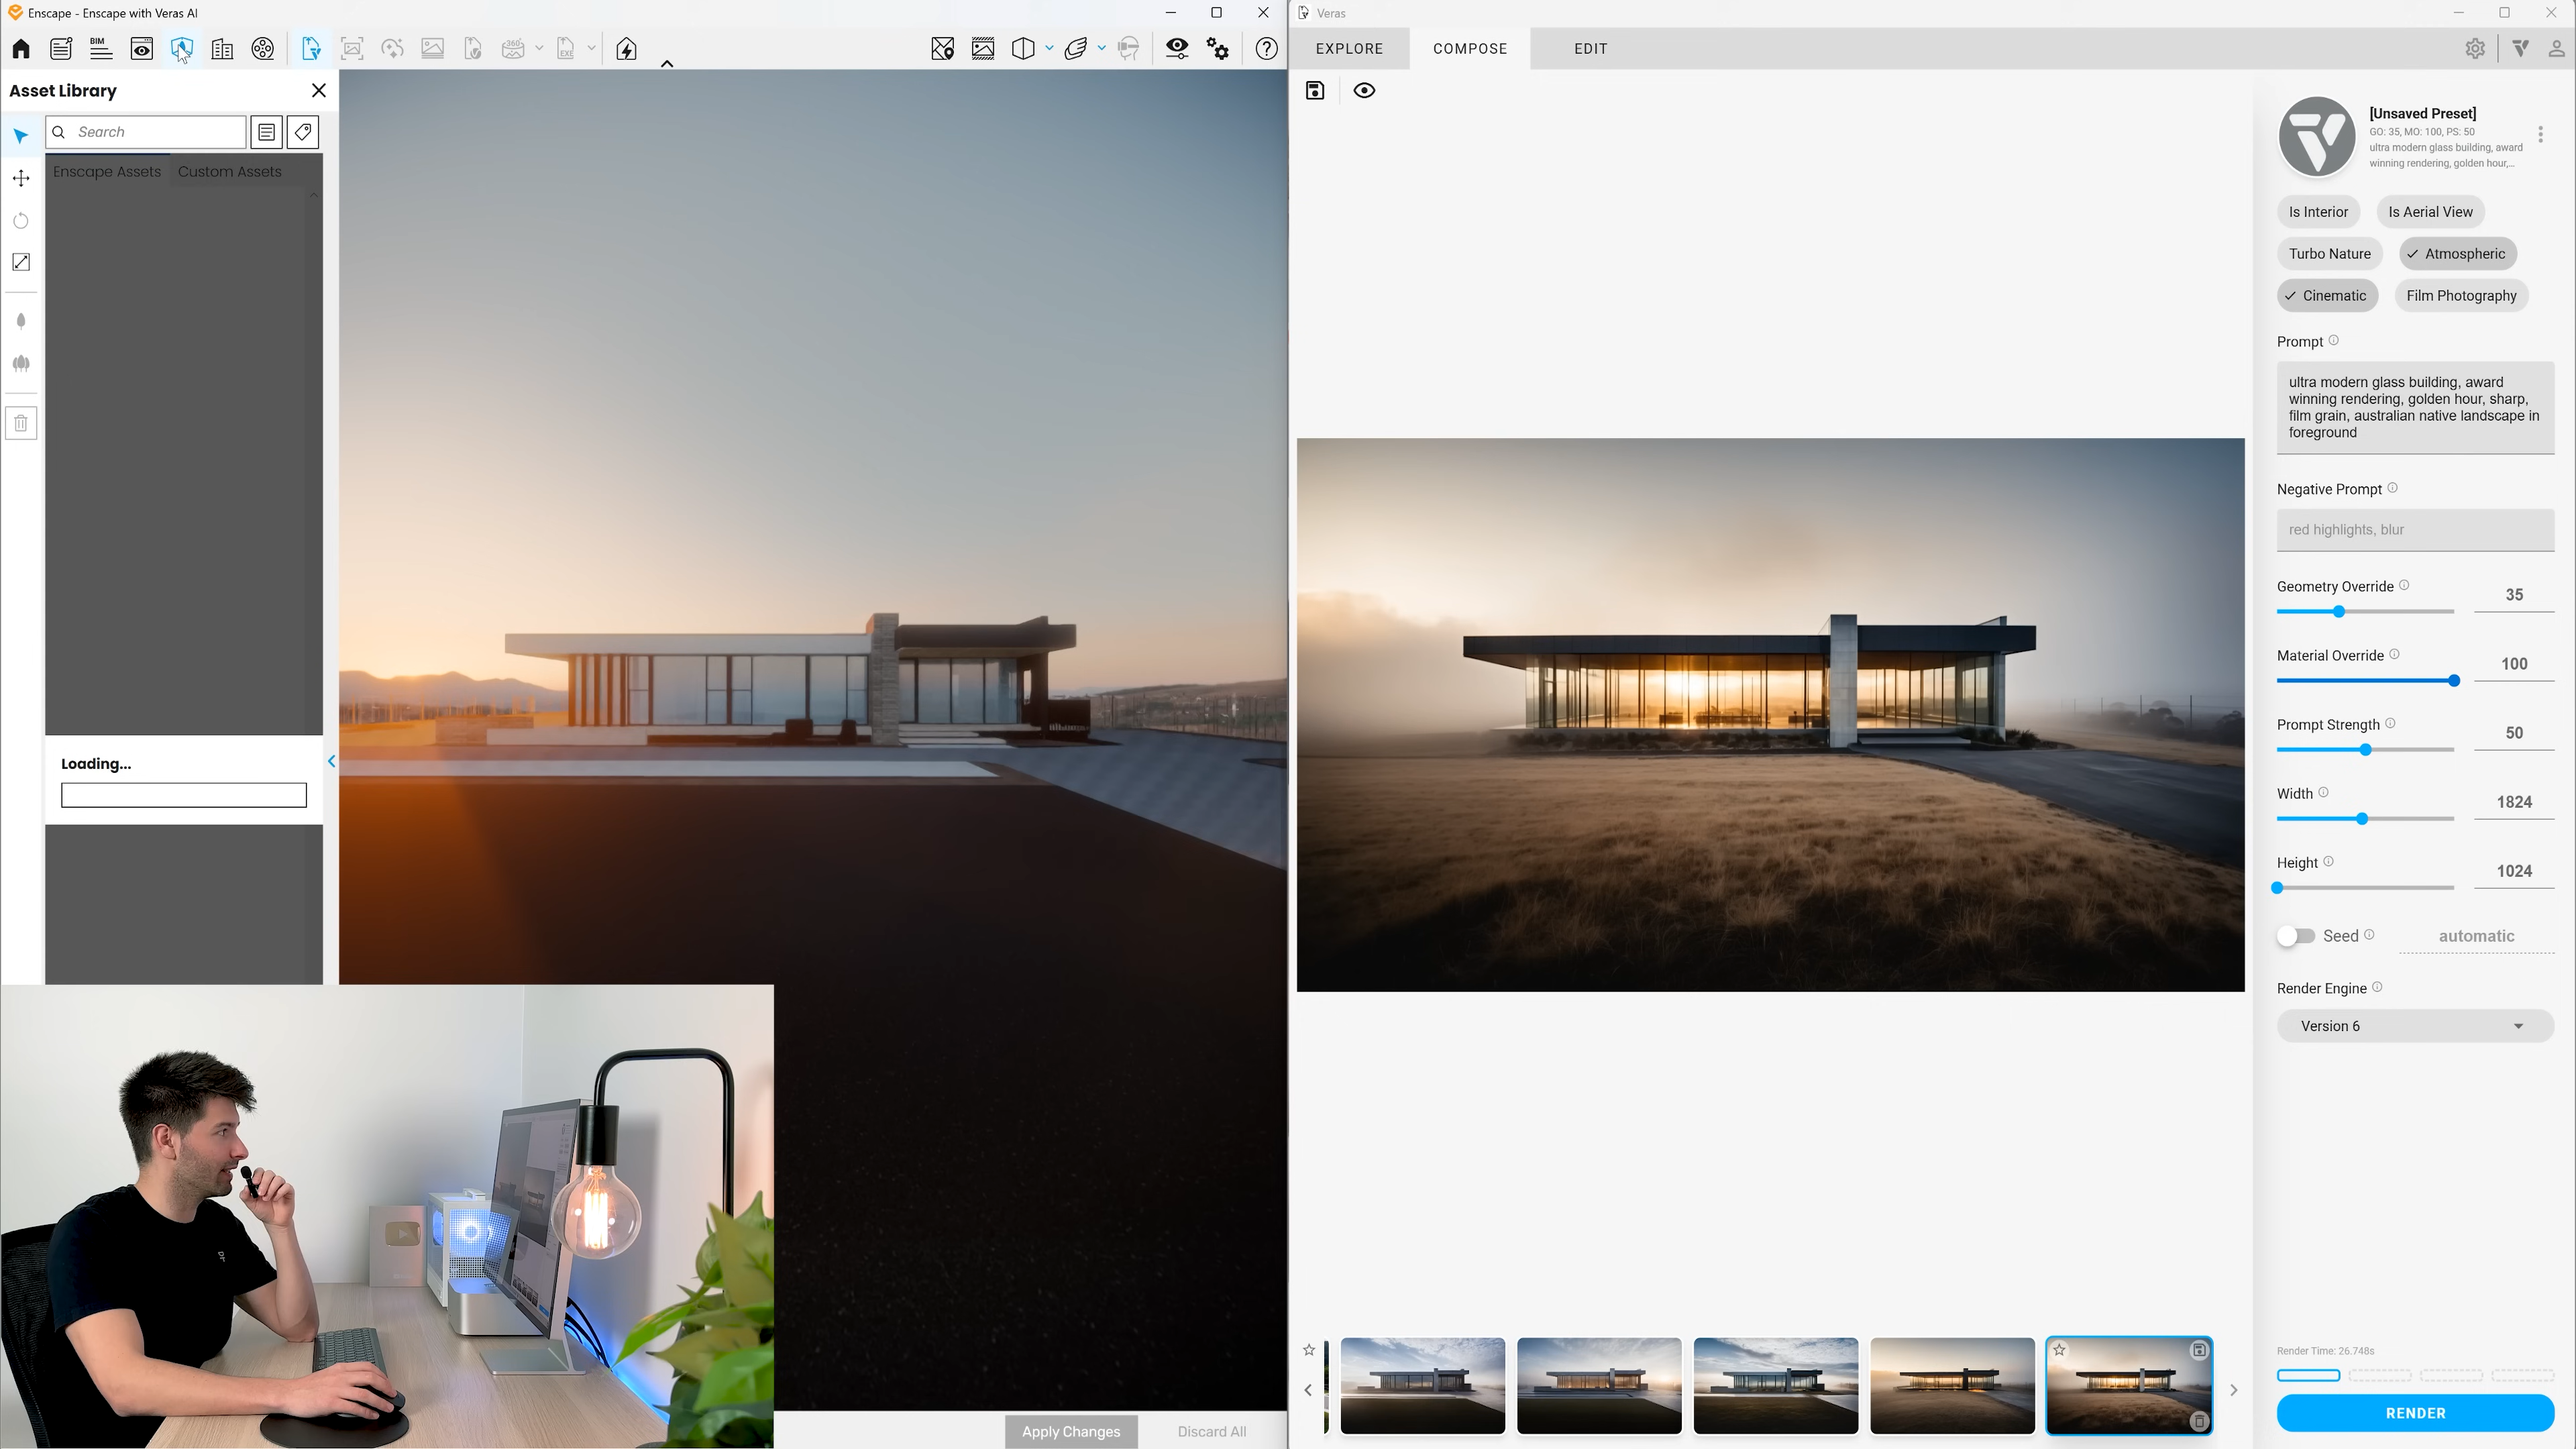 Enscape - Enscape with Veras AI
BIM
360°
EXE
Asset Library
Search
Enscape Assets
Custom Assets
Loading...
Apply Changes
Discard All
Veras
EXPLORE
COMPOSE
EDIT
[Unsaved Preset]
GO: 35, MO: 100, PS: 50
ultra modern glass building, award
winning rendering, golden hour,...
Is Interior
Is Aerial View
Turbo Nature
Atmospheric
Cinematic
Film Photography
Prompt
ultra modern glass building, award
winning rendering, golden hour, sharp,
film grain, australian native landscape in
foreground
Negative Prompt
red highlights, blur
Geometry Override
35
Material Override
100
Prompt Strength
50
Width
1824
Height
1024
Seed
automatic
Render Engine
Version 6
Render Time: 26.748s
RENDER